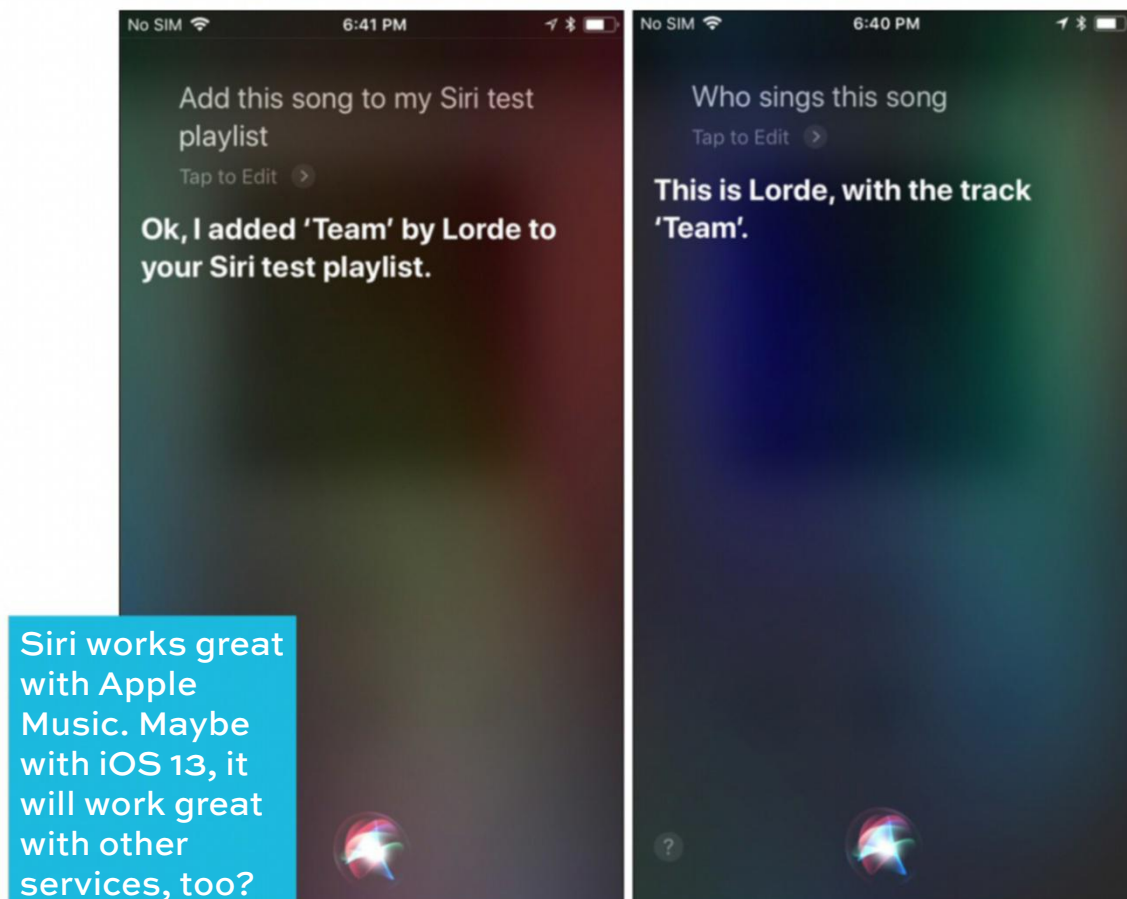 No SIM 6:41 PM
Add this song to my Siri test
playlist
Tap to Edit >
Ok, I added ‘Team’ by Lorde to
your Siri test playlist.
No SIM 6:40 PM
Who sings this song
Tap to Edit >
This is Lorde, with the track
‘Team’.
?
Siri works great
with Apple
Music. Maybe
with iOS 13, it
will work great
with other
services, too?